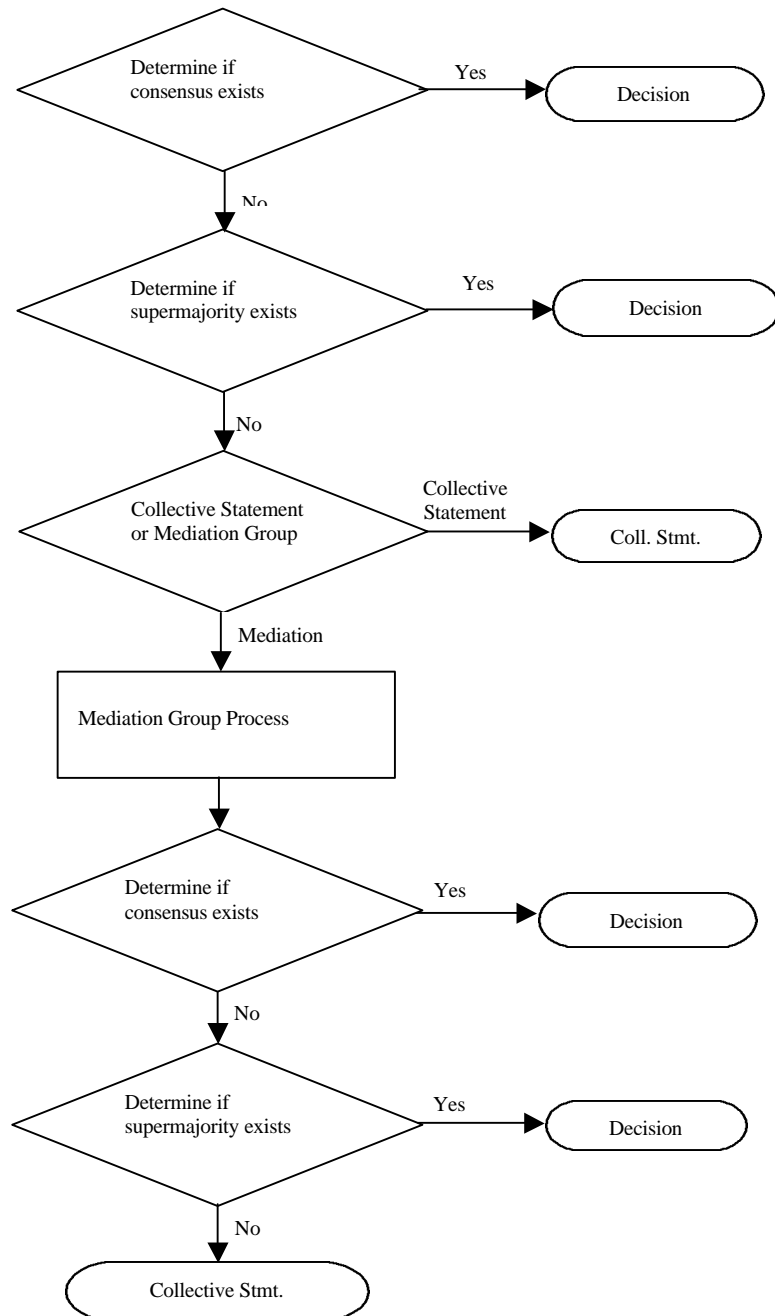 Determine if
consensus exists
Yes
Decision
No
Determine if
supermajority exists
Yes
Decision
No
Collective Statement
or Mediation Group
Collective
Statement
Coll. Stmt.
Mediation
Mediation Group Process
Determine if
consensus exists
Yes
Decision
No
Determine if
supermajority exists
Yes
Decision
No
Collective Stmt.